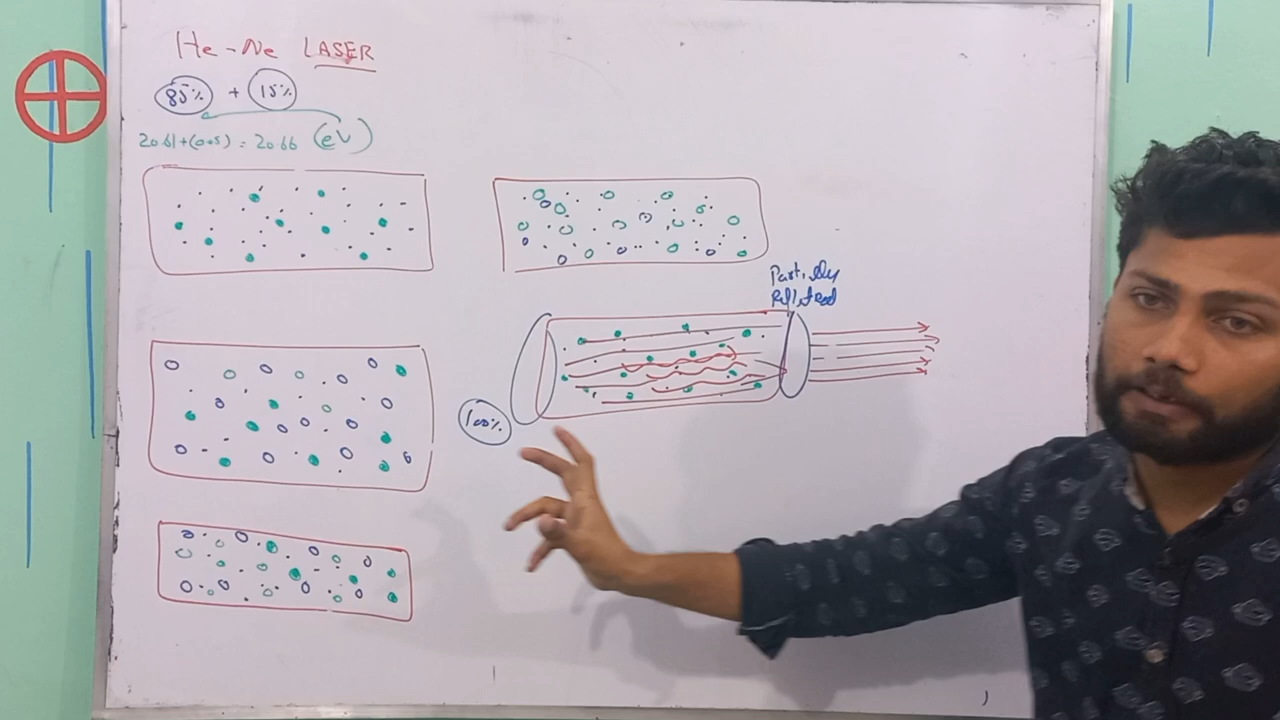 He-Ne LASER
85% + 15%
20.61+(0.05) = 20.66 (eV)
Partially
Reflected
100%